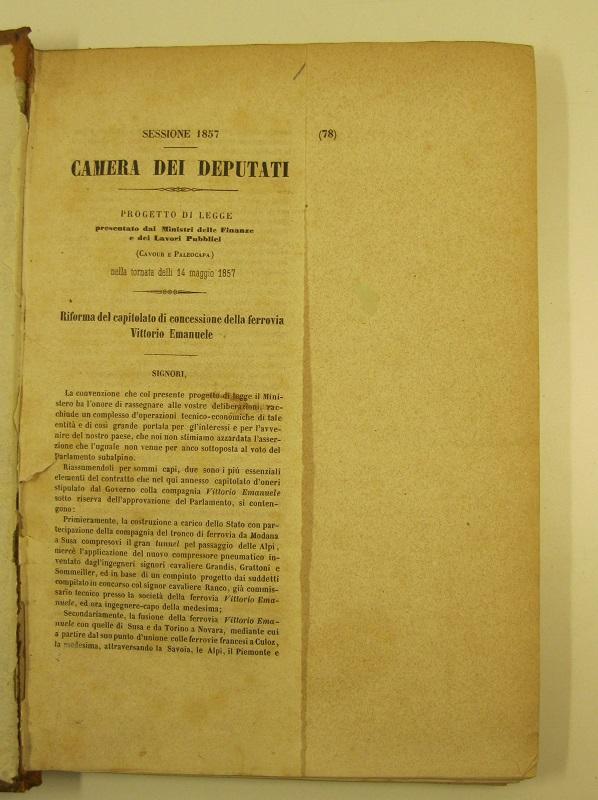 SESSIONE 1857
(78)
CAMERA DEI DEPUTATI
PROGETTO DI LEGGE
presentato dai Ministri delle Finanze
e dei Lavori Pubblici
(CAVOUR E PALEOCAPA)
nella tornata delli 14 maggio 1857
Riforma del capitolato di concessione della ferrovia
Vittorio Emanuele
SIGNORI,
La convenzione che col presente progetto di legge il Mini-
stero ha l'onore di rassegnare alle vostre deliberazioni, rac-
chiude un complesso d'operazioni tecnico-economiche di tale
entità e di così grande portata per gl'interessi e per l'avve-
nire del nostro paese, che noi non stimiamo azzardata l'asser-
zione che l'uguale non venne per anco sottoposta al voto del
Parlamento subalpino.
Riassumendoli per sommi capi, due sono i più essenziali
elementi del contratto che nel qui annesso capitolato d'oneri
stipulato dal Governo colla compagnia Vittorio Emanuele
sotto riserva dell'approvazione del Parlamento, si conten-
gono:
Primieramente, la costruzione a carico dello Stato con par-
tecipazione della compagnia del tronco di ferrovia da Modana
a Susa compresovi il gran tunnel pel passaggio delle Alpi,
mercè l'applicazione del nuovo compressore pneumatico in-
ventato dagl'ingegneri signori cavaliere Grandis, Grattoni e
Sommeiller, ed in base di un compiuto progetto dai suddetti
compilato in concorso col signor cavaliere Ranco, già commis-
sario tecnico presso la società della ferrovia Vittorio Ema-
nuele, ed ora ingegnere-capo della medesima;
Secondariamente, la fusione della ferrovia Vittorio Ema-
nuele con quelle di Susa e da Torino a Novara, mediante cui
a partire dal suo punto d'unione colle ferrovie francesi a Culoz,
la medesima, attraversando la Savoia, le Alpi, il Piemonte e